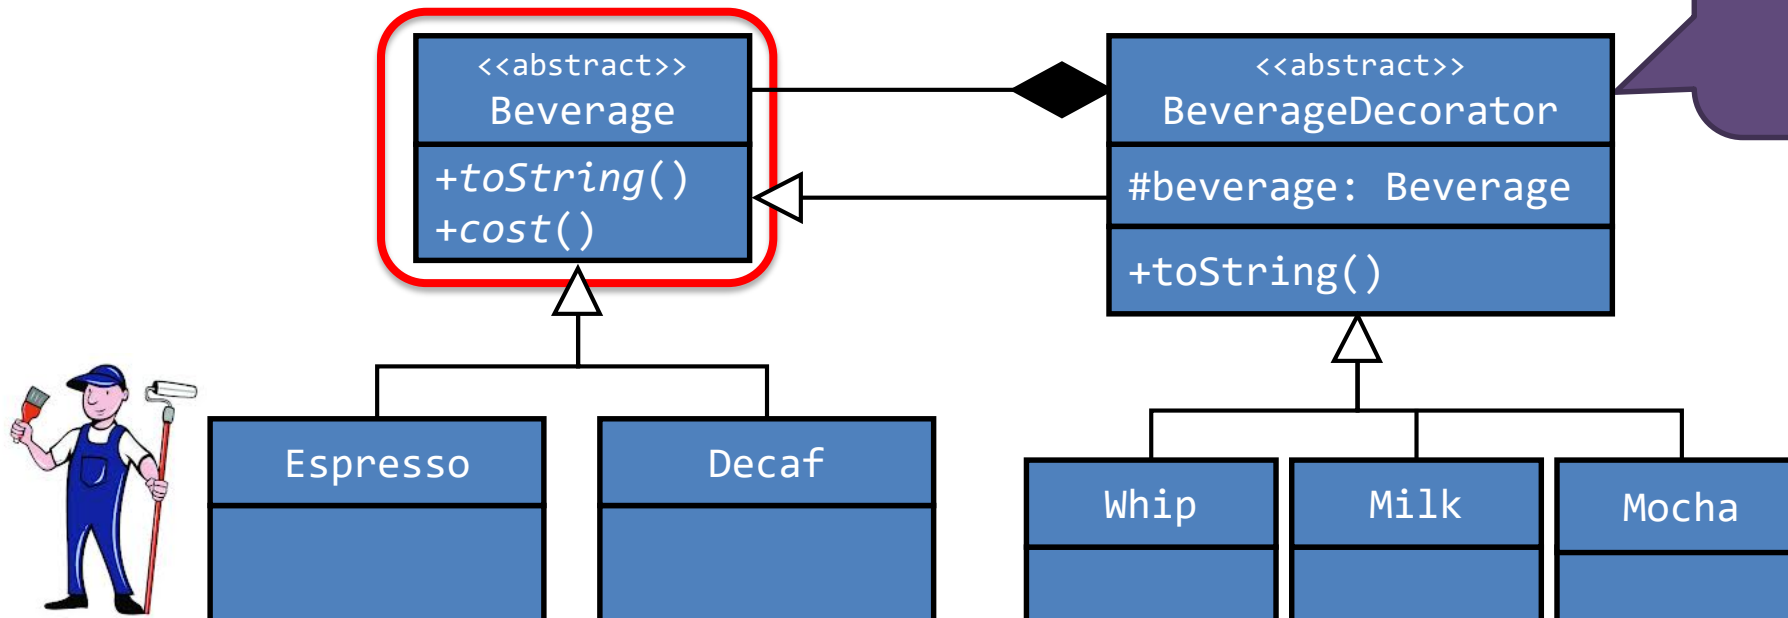 <<abstract>>
Beverage
+toString()
+cost()
<<abstract>>
BeverageDecorator
#beverage: Beverage
+toString()
Espresso
Decaf
Whip
Milk
Mocha